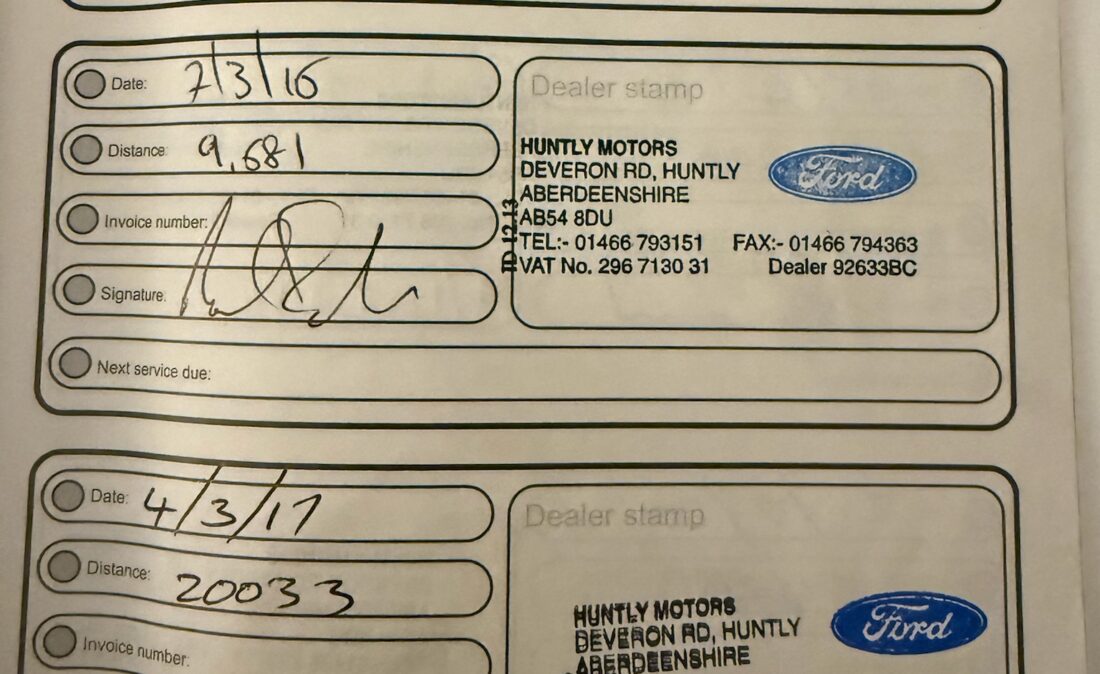 Date: 7/3/16
Distance: 9,681
Invoice number:
Signature:
Next service due:
Dealer stamp
HUNTLY MOTORS
DEVERON RD, HUNTLY
ABERDEENSHIRE
AB54 8DU
TEL:- 01466 793151 FAX:- 01466 794363
VAT No. 296 7130 31 Dealer 92633BC
ID 12.13
Ford
Date: 4/3/17
Distance: 20033
Invoice number:
Dealer stamp
HUNTLY MOTORS
DEVERON RD, HUNTLY
ABERDEENSHIRE
Ford